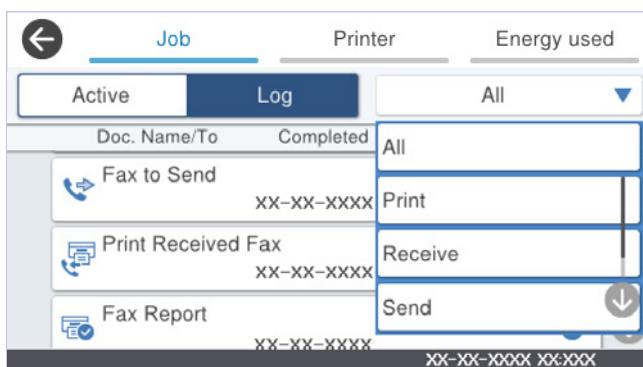 Job Printer Energy used
Active Log All
Doc. Name/To Completed
All
Fax to Send
XX-XX-XXXX
Print
Print Received Fax
XX-XX-XXXX
Receive
Fax Report
XX-XX-XXXX
Send
XX-XX-XXXX XX:XXX